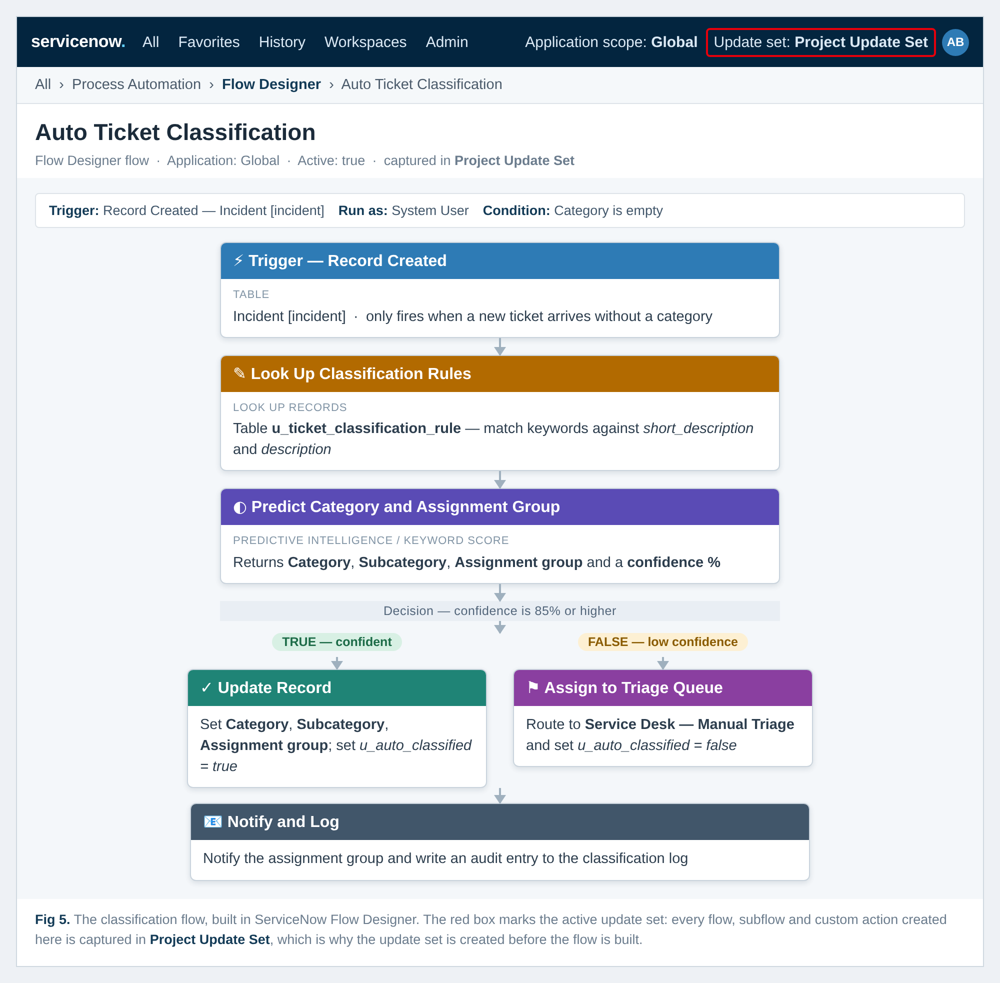 servicenow. All Favorites History Workspaces Admin Application scope: Global Update set: Project Update Set AB
All › Process Automation › Flow Designer › Auto Ticket Classification
Auto Ticket Classification
Flow Designer flow · Application: Global · Active: true · captured in Project Update Set
Trigger: Record Created — Incident [incident] Run as: System User Condition: Category is empty
⚡ Trigger — Record Created
TABLE
Incident [incident] · only fires when a new ticket arrives without a category
✎ Look Up Classification Rules
LOOK UP RECORDS
Table u_ticket_classification_rule — match keywords against short_description
and description
◐ Predict Category and Assignment Group
PREDICTIVE INTELLIGENCE / KEYWORD SCORE
Returns Category, Subcategory, Assignment group and a confidence %
Decision — confidence is 85% or higher
TRUE — confident
FALSE — low confidence
✓ Update Record
Set Category, Subcategory,
Assignment group; set u_auto_classified
= true
⚑ Assign to Triage Queue
Route to Service Desk — Manual Triage
and set u_auto_classified = false
📧 Notify and Log
Notify the assignment group and write an audit entry to the classification log
Fig 5. The classification flow, built in ServiceNow Flow Designer. The red box marks the active update set: every flow, subflow and custom action created
here is captured in Project Update Set, which is why the update set is created before the flow is built.